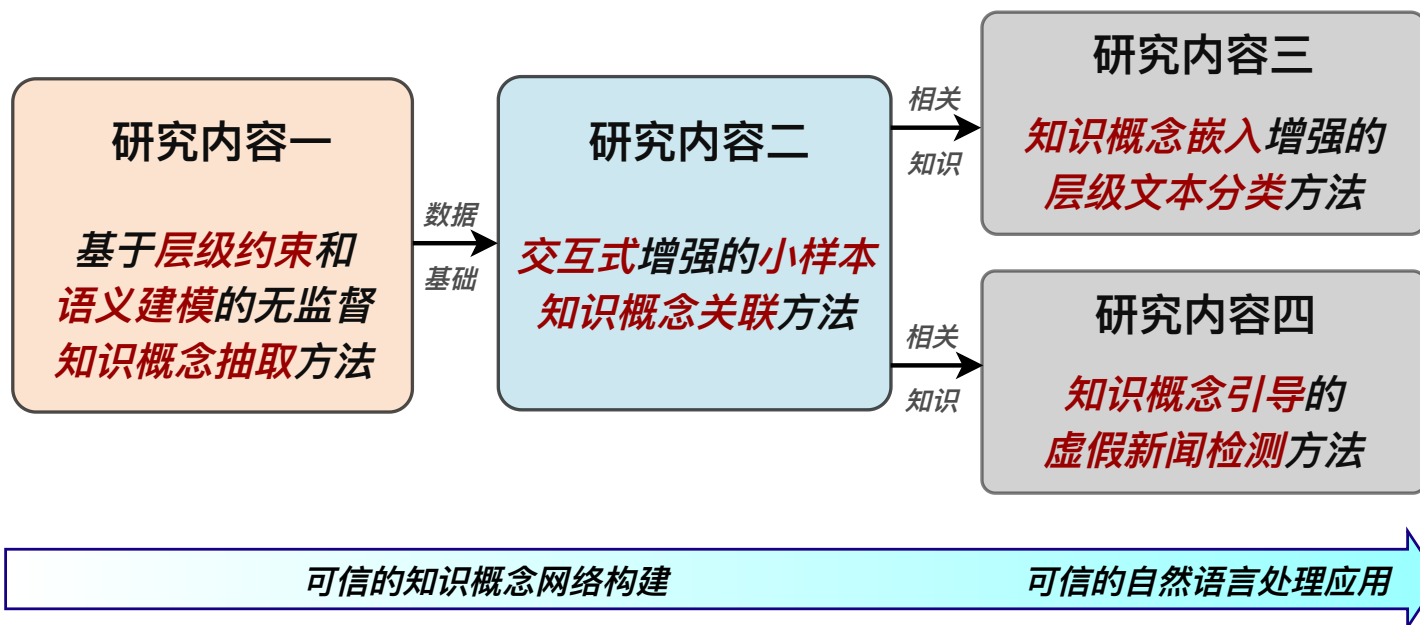 研究内容一
基于层级约束和
语义建模的无监督
知识概念抽取方法
数据
基础
研究内容二
交互式增强的小样本
知识概念关联方法
相关
知识
研究内容三
知识概念嵌入增强的
层级文本分类方法
相关
知识
研究内容四
知识概念引导的
虚假新闻检测方法
可信的知识概念网络构建
可信的自然语言处理应用